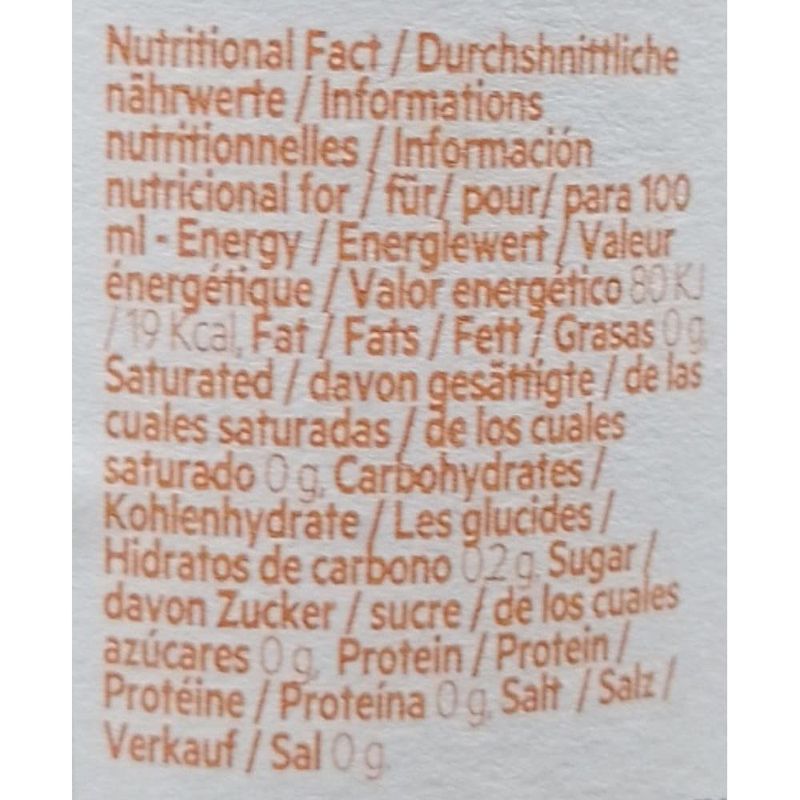 Nutritional Fact / Durchshnittliche
nährwerte / Informations
nutritionnelles / Información
nutricional for / für/ pour/ para 100
ml - Energy / Energlewert / Valeur
énergétique / Valor energético 80 KJ
/ 19 Kcal, Fat / Fats / Fett / Grasas 0 g,
Saturated / davon gesättigte / de las
cuales saturadas / de los cuales
saturado 0 g, Carbohydrates /
Kohlenhydrate / Les glucides /
Hidratos de carbono 0.2 g, Sugar /
davon Zucker / sucre / de los cuales
azúcares 0 g, Protein / Protein /
Protéine / Proteína 0 g, Salt / Salz /
Verkauf / Sal 0 g.